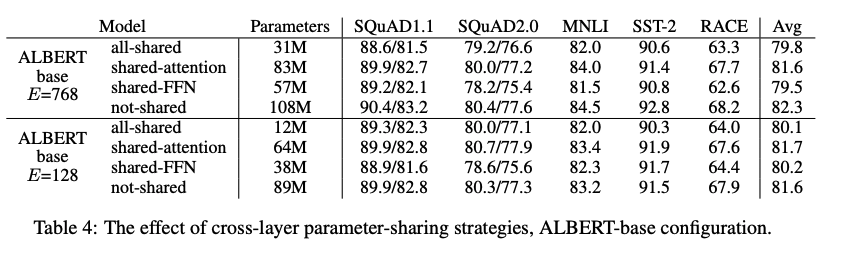 Model Parameters SQuAD1.1 SQuAD2.0 MNLI SST-2 RACE Avg
ALBERT base E=768
all-shared 31M 88.6/81.5 79.2/76.6 82.0 90.6 63.3 79.8
shared-attention 83M 89.9/82.7 80.0/77.2 84.0 91.4 67.7 81.6
shared-FFN 57M 89.2/82.1 78.2/75.4 81.5 90.8 62.6 79.5
not-shared 108M 90.4/83.2 80.4/77.6 84.5 92.8 68.2 82.3
ALBERT base E=128
all-shared 12M 89.3/82.3 80.0/77.1 82.0 90.3 64.0 80.1
shared-attention 64M 89.9/82.8 80.7/77.9 83.4 91.9 67.6 81.7
shared-FFN 38M 88.9/81.6 78.6/75.6 82.3 91.7 64.4 80.2
not-shared 89M 89.9/82.8 80.3/77.3 83.2 91.5 67.9 81.6
Table 4: The effect of cross-layer parameter-sharing strategies, ALBERT-base configuration.